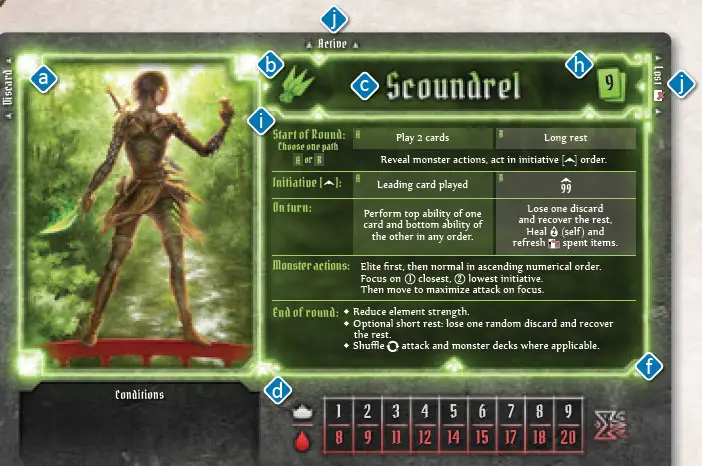 j
▲ Active ▲
Discard
a
b
c
Scoundrel
h
9
Lost
j
i
Start of Round:
Choose one path
A or B
A
Play 2 cards
B
Long rest
Reveal monster actions, act in initiative [ ] order.
Initiative [ ]:
A
Leading card played
B
99
On turn:
Perform top ability of one
card and bottom ability of
the other in any order.
Lose one discard
and recover the rest,
Heal 2 (self) and
refresh spent items.
Monster actions:
Elite first, then normal in ascending numerical order.
Focus on ① closest, ② lowest initiative.
Then move to maximize attack on focus.
End of round:
◆ Reduce element strength.
◆ Optional short rest: lose one random discard and recover
the rest.
◆ Shuffle attack and monster decks where applicable.
f
Conditions
d
1 2 3 4 5 6 7 8 9
8 9 11 12 14 15 17 18 20